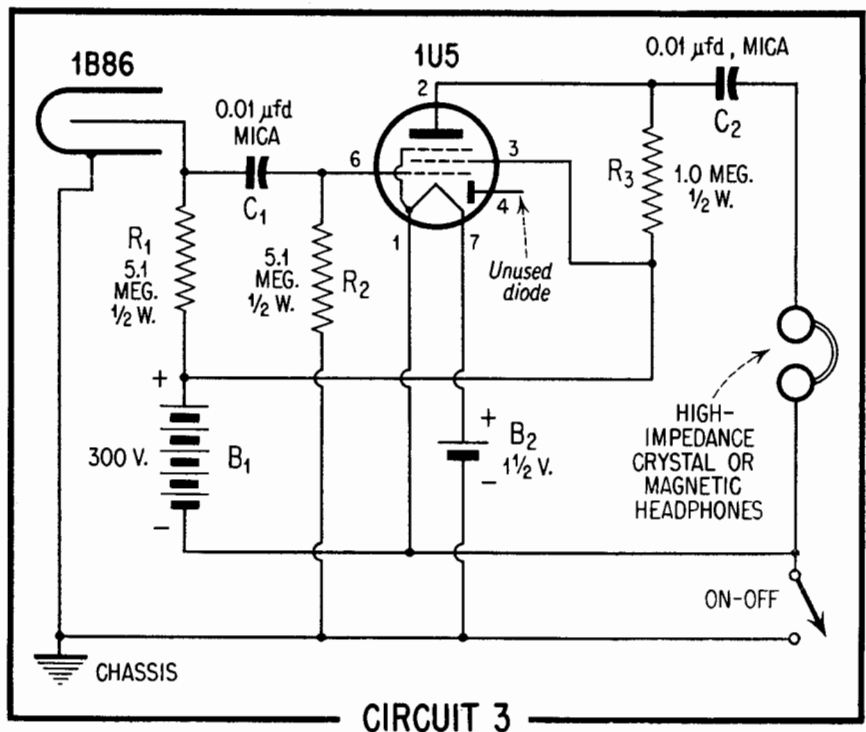 1B86
1U5
0.01 μfd, MICA
2
C₂
0.01 μfd
MICA
6
C₁
3
R₃
1.0 MEG.
½ W.
4
1
7
Unused
diode
R₁
5.1
MEG.
½ W.
5.1
MEG.
½ W.
R₂
+
300 V.
B₁
−
+
B₂
1½ V.
−
HIGH-
IMPEDANCE
CRYSTAL OR
MAGNETIC
HEADPHONES
ON-OFF
CHASSIS
CIRCUIT 3